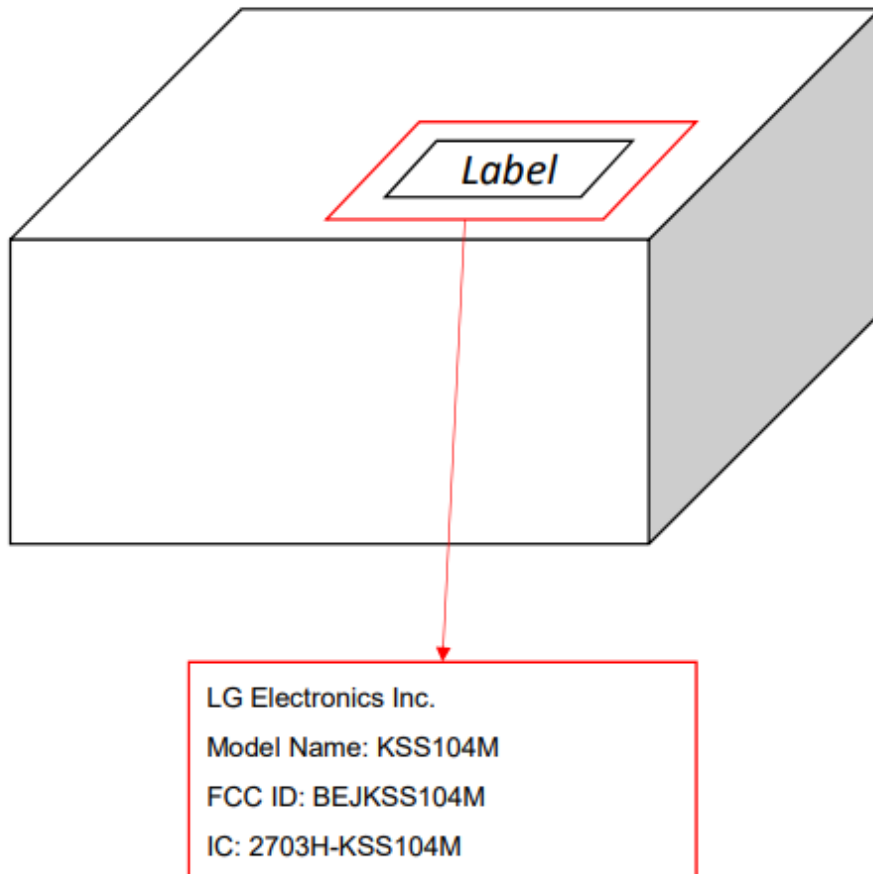 Label
LG Electronics Inc.
Model Name: KSS104M
FCC ID: BEJKSS104M
IC: 2703H-KSS104M